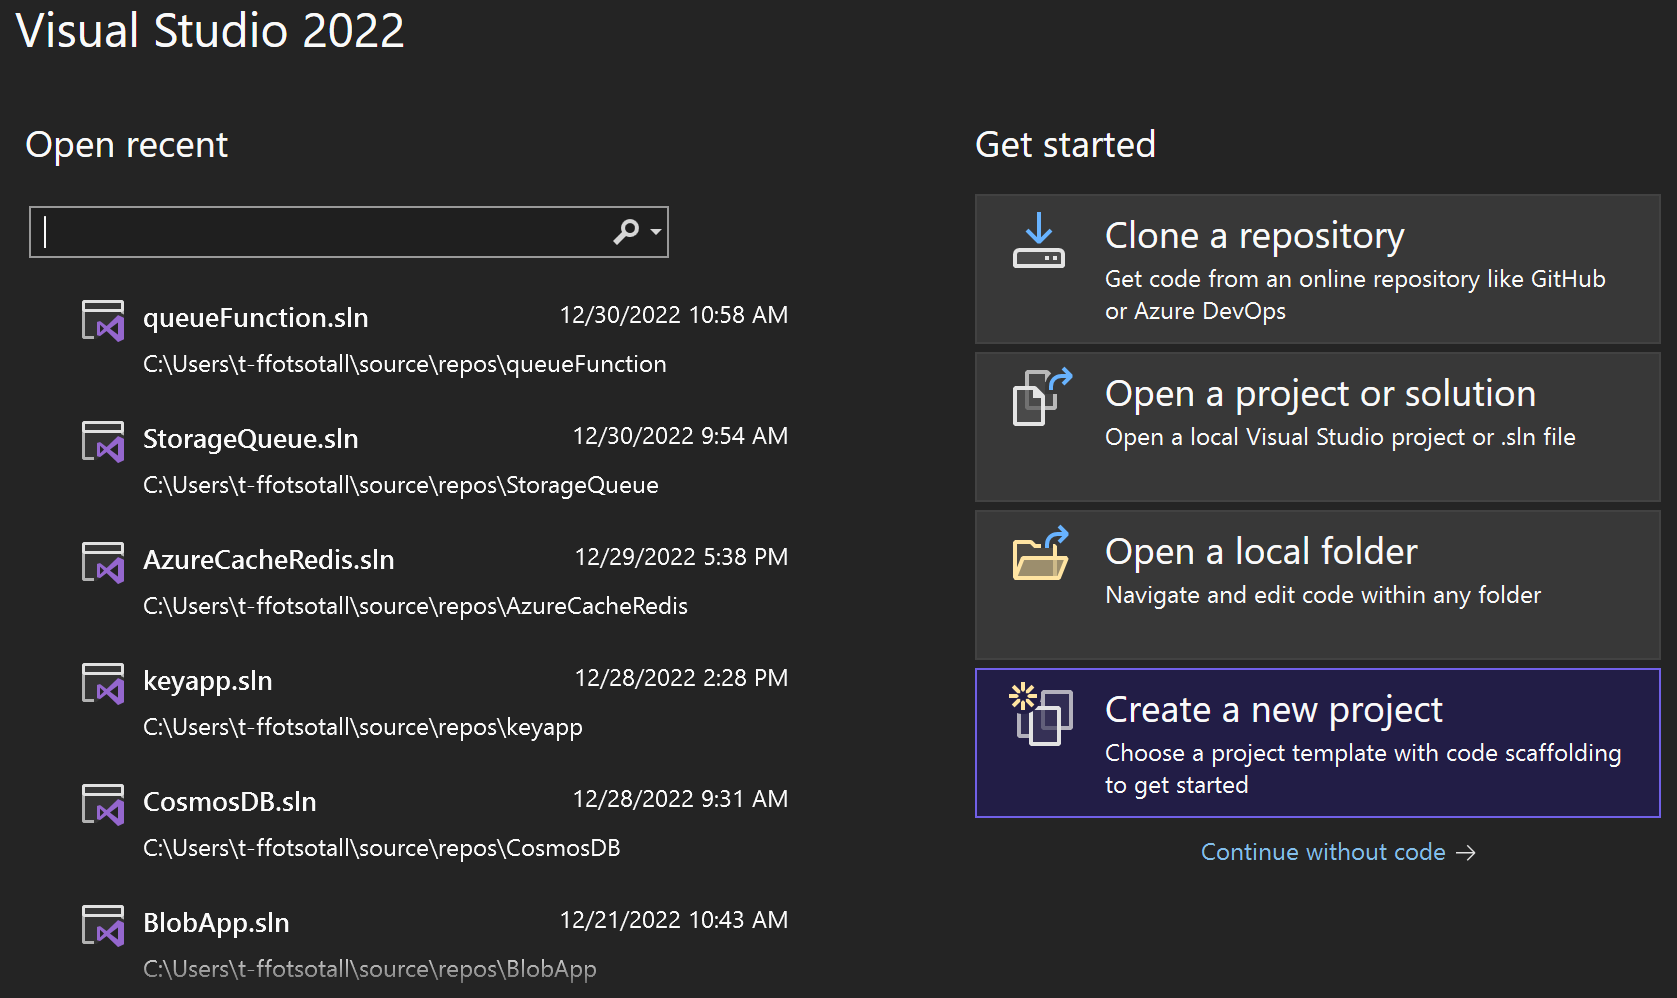 Visual Studio 2022
Open recent
queueFunction.sln 12/30/2022 10:58 AM
C:\Users\t-ffotsotall\source\repos\queueFunction
StorageQueue.sln 12/30/2022 9:54 AM
C:\Users\t-ffotsotall\source\repos\StorageQueue
AzureCacheRedis.sln 12/29/2022 5:38 PM
C:\Users\t-ffotsotall\source\repos\AzureCacheRedis
keyapp.sln 12/28/2022 2:28 PM
C:\Users\t-ffotsotall\source\repos\keyapp
CosmosDB.sln 12/28/2022 9:31 AM
C:\Users\t-ffotsotall\source\repos\CosmosDB
BlobApp.sln 12/21/2022 10:43 AM
C:\Users\t-ffotsotall\source\repos\BlobApp
Get started
Clone a repository
Get code from an online repository like GitHub
or Azure DevOps
Open a project or solution
Open a local Visual Studio project or .sln file
Open a local folder
Navigate and edit code within any folder
Create a new project
Choose a project template with code scaffolding
to get started
Continue without code →